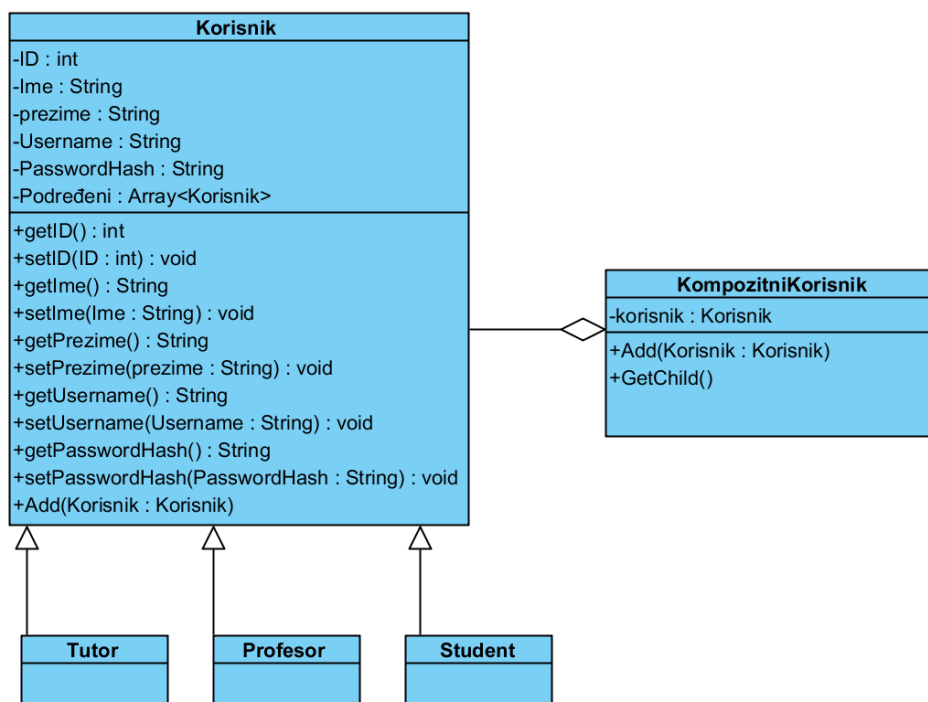 Korisnik
-ID : int
-Ime : String
-prezime : String
-Username : String
-PasswordHash : String
-Podređeni : Array<Korisnik>
+getID() : int
+setID(ID : int) : void
+getIme() : String
+setIme(Ime : String) : void
+getPrezime() : String
+setPrezime(prezime : String) : void
+getUsername() : String
+setUsername(Username : String) : void
+getPasswordHash() : String
+setPasswordHash(PasswordHash : String) : void
+Add(Korisnik : Korisnik)
KompozitniKorisnik
-korisnik : Korisnik
+Add(Korisnik : Korisnik)
+GetChild()
Tutor
Profesor
Student